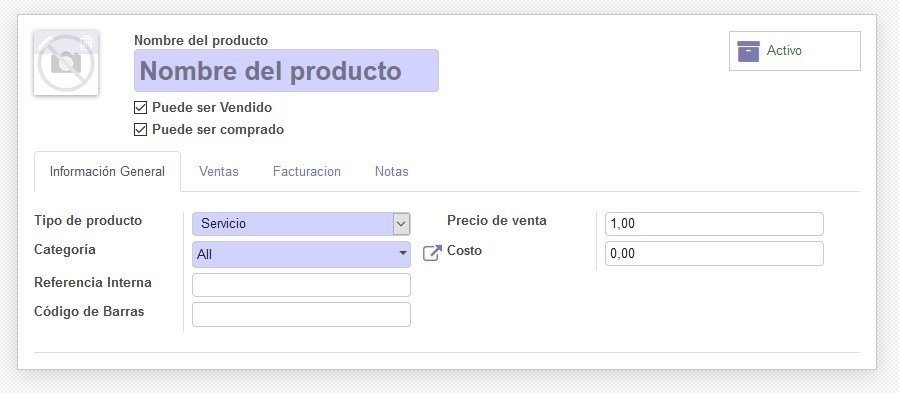 Nombre del producto
Nombre del producto
Activo
Puede ser Vendido
Puede ser comprado
Información General Ventas Facturacion Notas
Tipo de producto Servicio Precio de venta 1,00
Categoría All Costo 0,00
Referencia Interna
Código de Barras